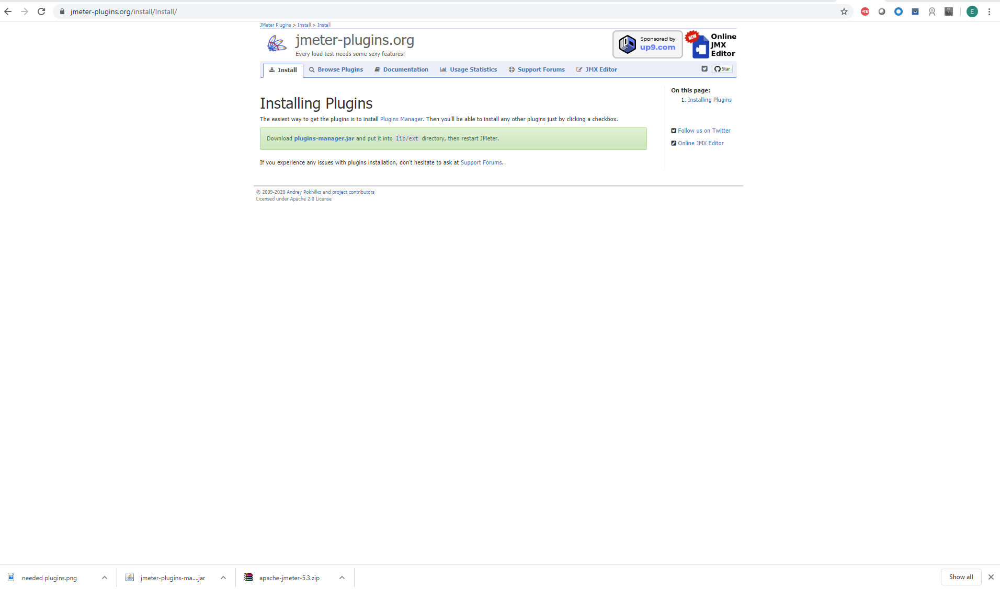 jmeter-plugins.org/install/Install/
E
JMeter Plugins > Install > Install
jmeter-plugins.org
Every load test needs some sexy features!
Sponsored by
up9.com
NEW
Online
JMX
Editor
Install Browse Plugins Documentation Usage Statistics Support Forums JMX Editor Star
Installing Plugins
The easiest way to get the plugins is to install Plugins Manager. Then you'll be able to install any other plugins just by clicking a checkbox.
Download plugins-manager.jar and put it into lib/ext directory, then restart JMeter.
If you experience any issues with plugins installation, don't hesitate to ask at Support Forums.
On this page:
1. Installing Plugins
Follow us on Twitter
Online JMX Editor
© 2009-2020 Andrey Pokhilko and project contributors
Licensed under Apache 2.0 License
needed plugins.png
jmeter-plugins-ma....jar
apache-jmeter-5.3.zip
Show all